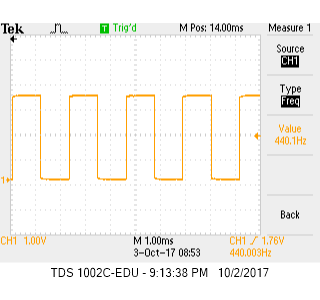 Tek T Trig'd M Pos: 14.00ms Measure 1
Source
CH1
Type
Freq
Value
440.1Hz
1
Back
CH1 1.00V M 1.00ms CH1 / 1.76V
3-Oct-17 08:53 440.003Hz
TDS 1002C-EDU - 9:13:38 PM 10/2/2017